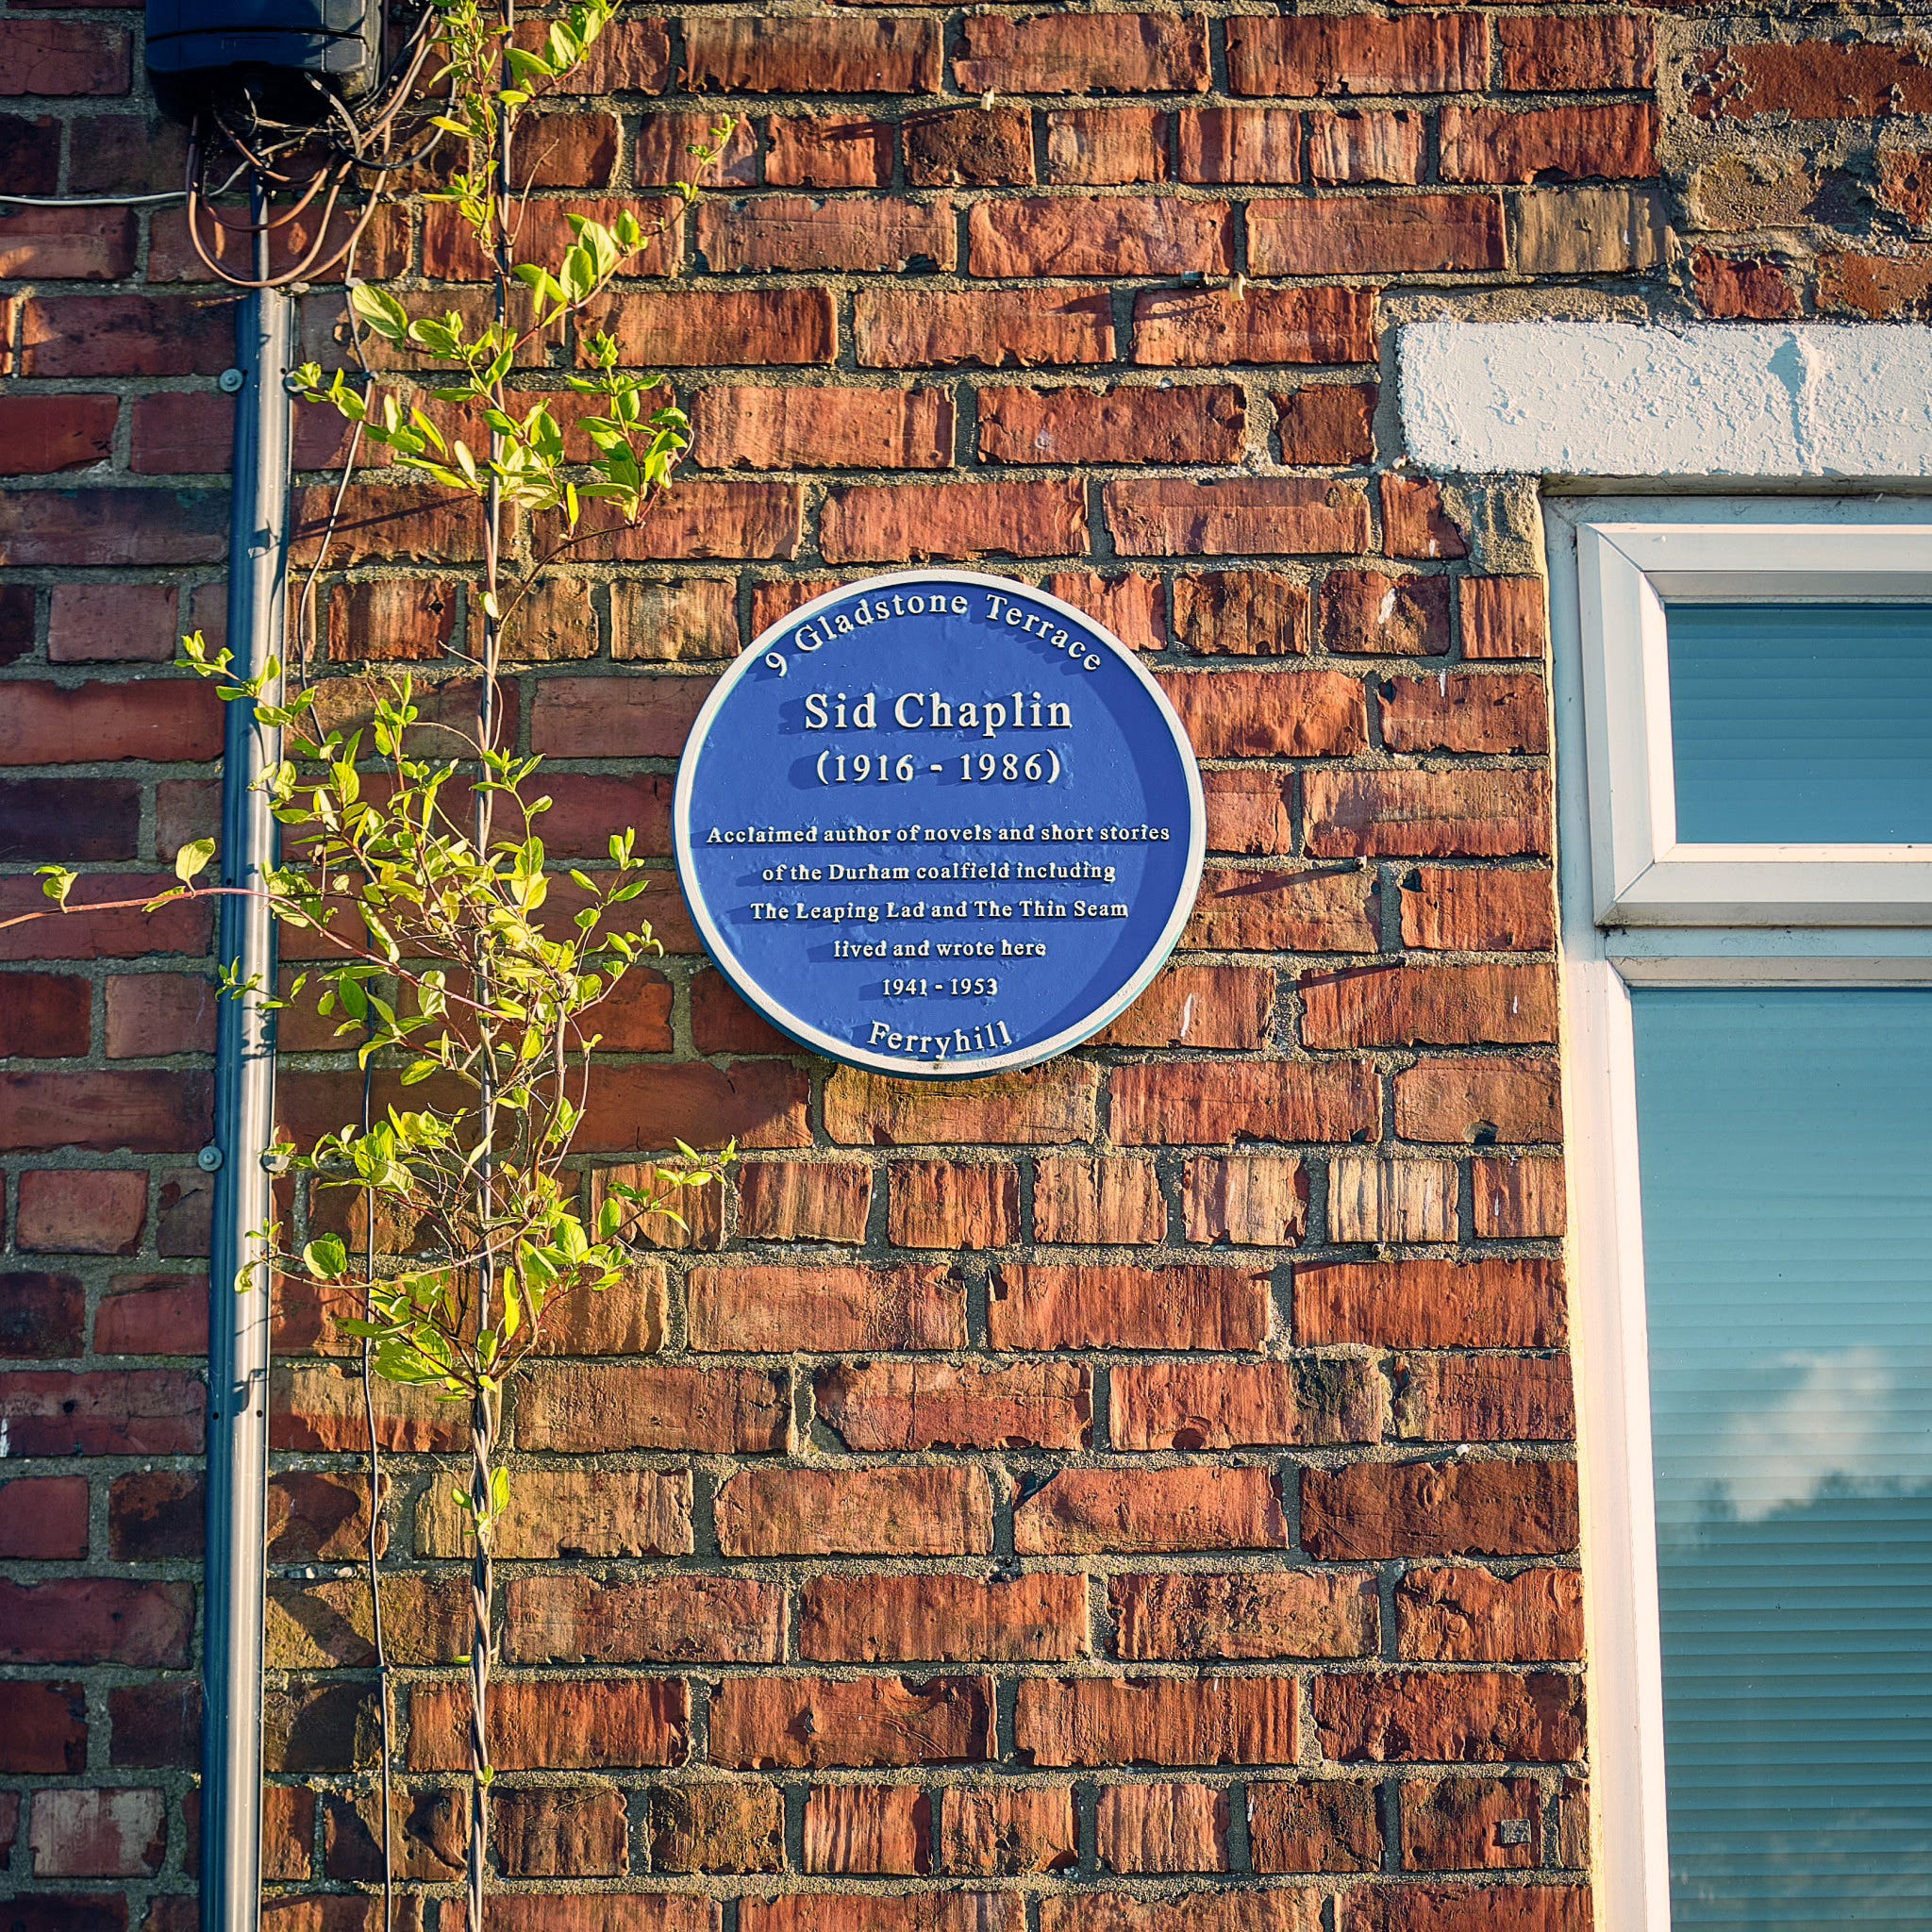 9 Gladstone Terrace
Sid Chaplin
(1916 - 1986)
Acclaimed author of novels and short stories
of the Durham coalfield including
The Leaping Lad and The Thin Seam
lived and wrote here
1941 - 1953
Ferryhill